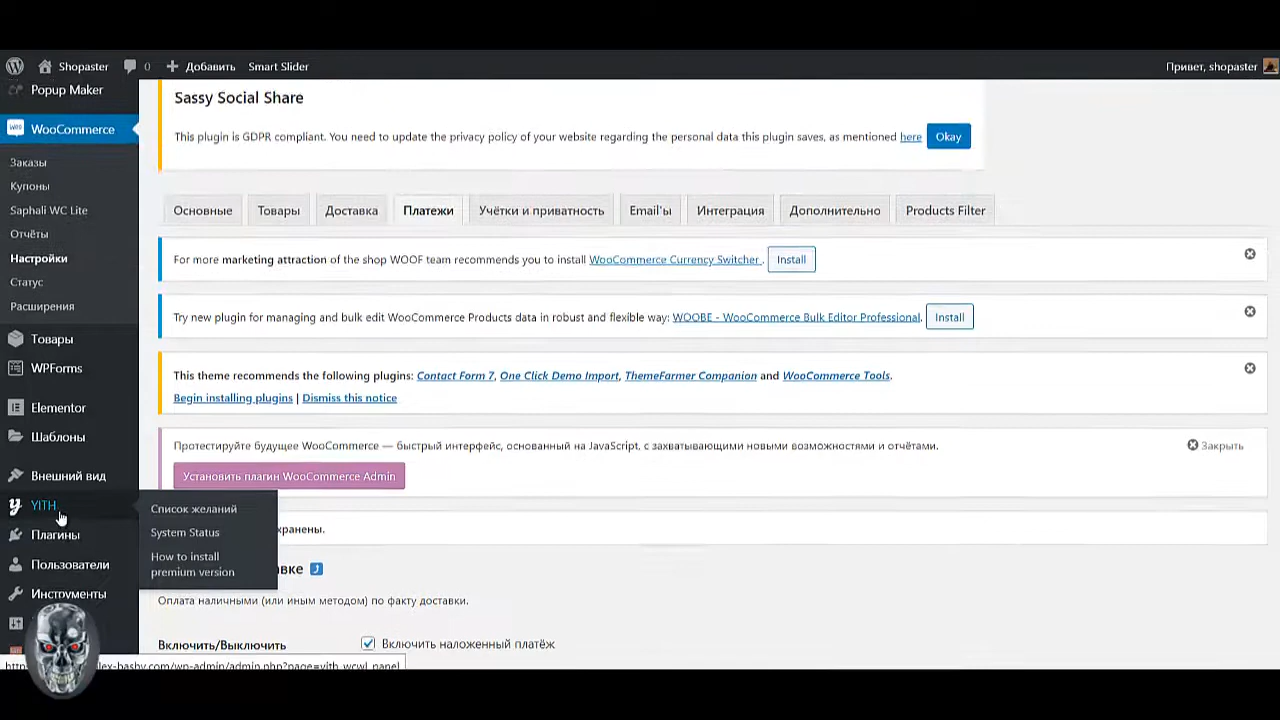 Shopaster 0 Добавить Smart Slider Привет, shopaster
Popup Maker
WooCommerce
Заказы
Купоны
Saphali WC Lite
Отчёты
Настройки
Статус
Расширения
Товары
WPForms
Elementor
Шаблоны
Внешний вид
YITH
Плагины
Пользователи
Инструменты
Список желаний
System Status
How to install
premium version
Sassy Social Share
This plugin is GDPR compliant. You need to update the privacy policy of your website regarding the personal data this plugin saves, as mentioned here Okay
Основные Товары Доставка Платежи Учётки и приватность Email'ы Интеграция Дополнительно Products Filter
For more marketing attraction of the shop WOOF team recommends you to install WooCommerce Currency Switcher . Install
Try new plugin for managing and bulk edit WooCommerce Products data in robust and flexible way: WOOBE - WooCommerce Bulk Editor Professional. Install
This theme recommends the following plugins: Contact Form 7, One Click Demo Import, ThemeFarmer Companion and WooCommerce Tools.
Begin installing plugins | Dismiss this notice
Протестируйте будущее WooCommerce — быстрый интерфейс, основанный на JavaScript, с захватывающими новыми возможностями и отчётами. Закрыть
Установить плагин WooCommerce Admin
хранены.
вке
Оплата наличными (или иным методом) по факту доставки.
Включить/Выключить Включить наложенный платёж
lex-bashy.com/wp-admin/admin.php?page=yith_wcwl_panel